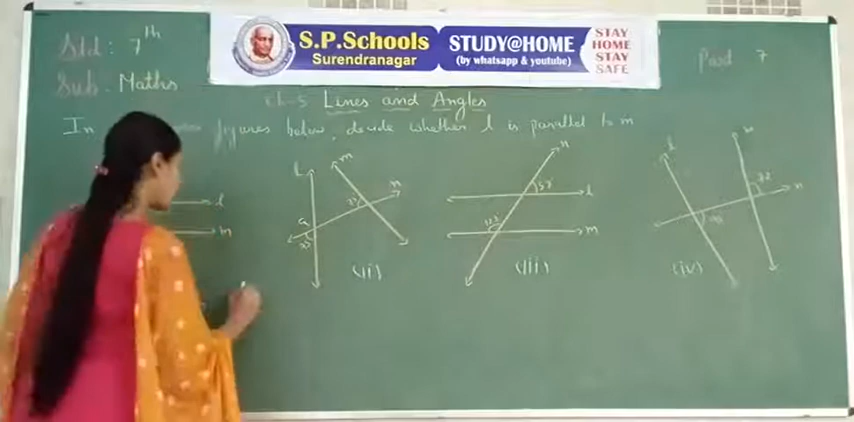 S.P.Schools
Surendranagar
STUDY@HOME
(by whatsapp & youtube)
STAY
HOME
STAY
SAFE
Std : 7th
Sub : Maths
Part 7
Ch-5 Lines and Angles
In figures below, decide whether l is parallel to m
l
m
l
m
n
a
(ii)
n
l
m
(iii)
l
m
n
(iv)